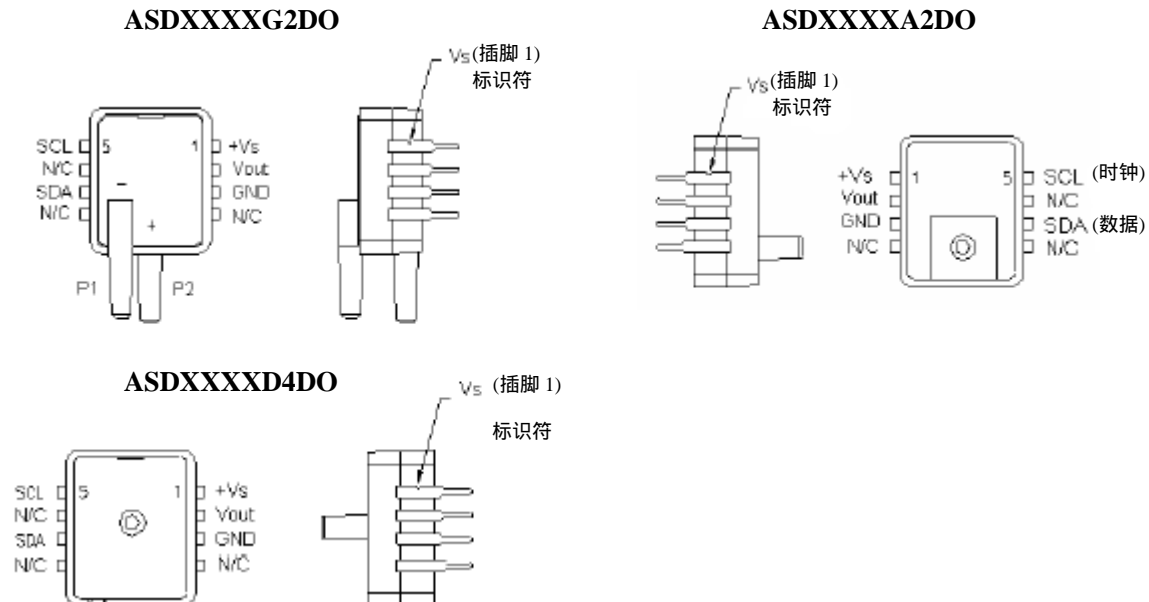 ASDXXXXG2DO
Vs(插脚 1)
标识符
SCL 5 1 +Vs
N/C Vout
SDA - GND
N/C + N/C
P1 P2
ASDXXXXA2DO
Vs(插脚 1)
标识符
+Vs 1 5 SCL (时钟)
Vout N/C
GND SDA (数据)
N/C N/C
ASDXXXXD4DO
Vs (插脚 1)
标识符
SCL 5 1 +Vs
N/C Vout
SDA GND
N/C N/C